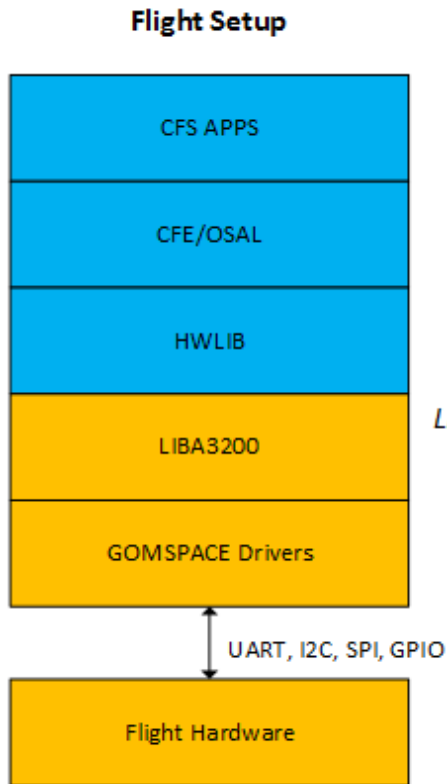 Flight Setup
CFS APPS
CFE/OSAL
HWLIB
LIBA3200
L
GOMSPACE Drivers
UART, I2C, SPI, GPIO
Flight Hardware